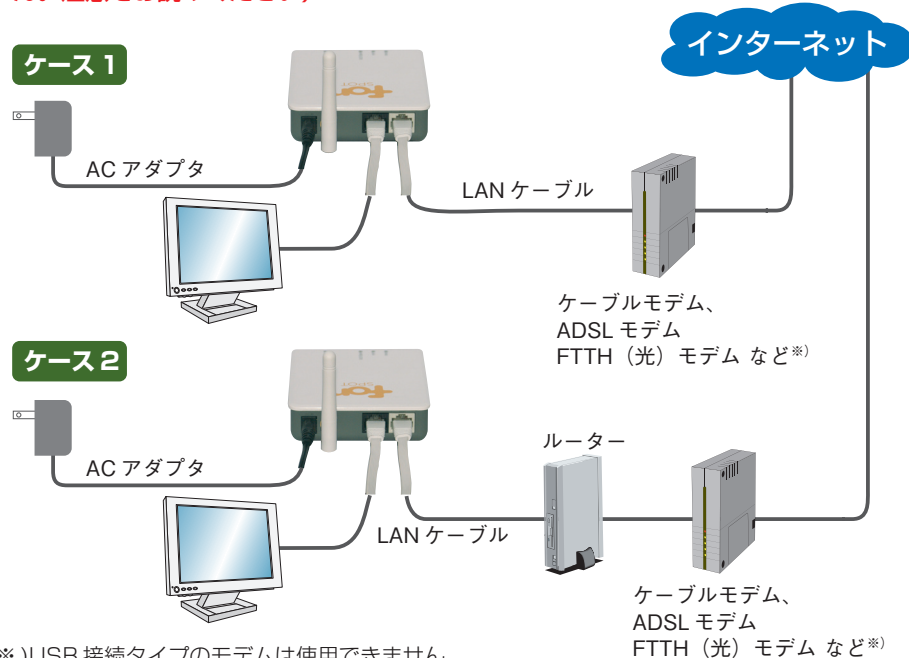 インターネット
ケース 1
AC アダプタ
LAN ケーブル
ケーブルモデム、
ADSL モデム
FTTH（光）モデム など※）
ケース 2
AC アダプタ
ルーター
LAN ケーブル
ケーブルモデム、
ADSL モデム
FTTH（光）モデム など※）
※ )USB 接続タイプのモデムは使用できません